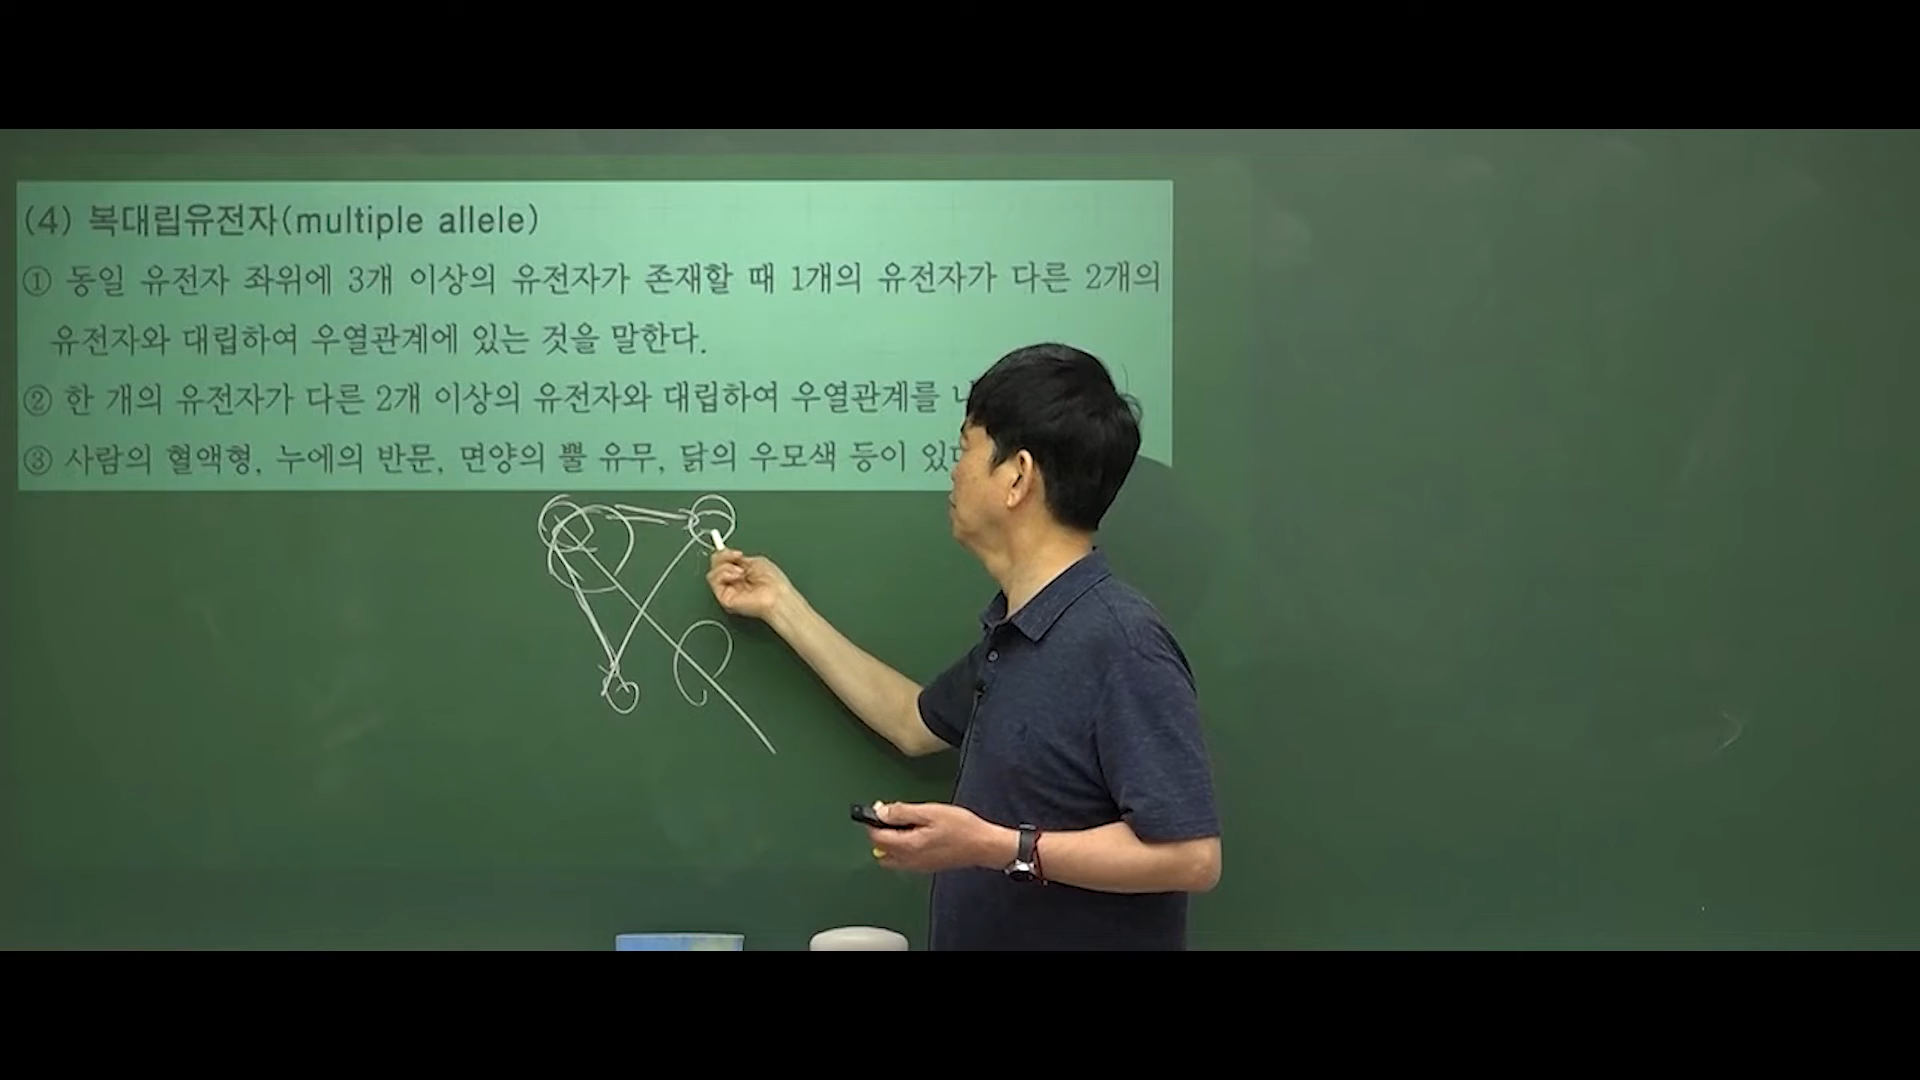 (4) 복대립유전자(multiple allele)
① 동일 유전자 좌위에 3개 이상의 유전자가 존재할 때 1개의 유전자가 다른 2개의
유전자와 대립하여 우열관계에 있는 것을 말한다.
② 한 개의 유전자가 다른 2개 이상의 유전자와 대립하여 우열관계를
③ 사람의 혈액형, 누에의 반문, 면양의 뿔 유무, 닭의 우모색 등이